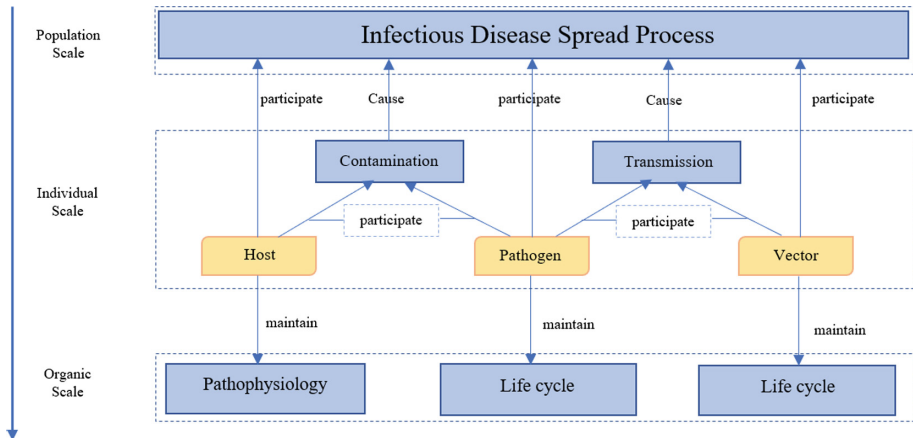 Population
Scale
Infectious Disease Spread Process
participate
Cause
participate
Cause
participate
Individual
Scale
Contamination
Transmission
participate
participate
Host
Pathogen
Vector
maintain
maintain
maintain
Organic
Scale
Pathophysiology
Life cycle
Life cycle